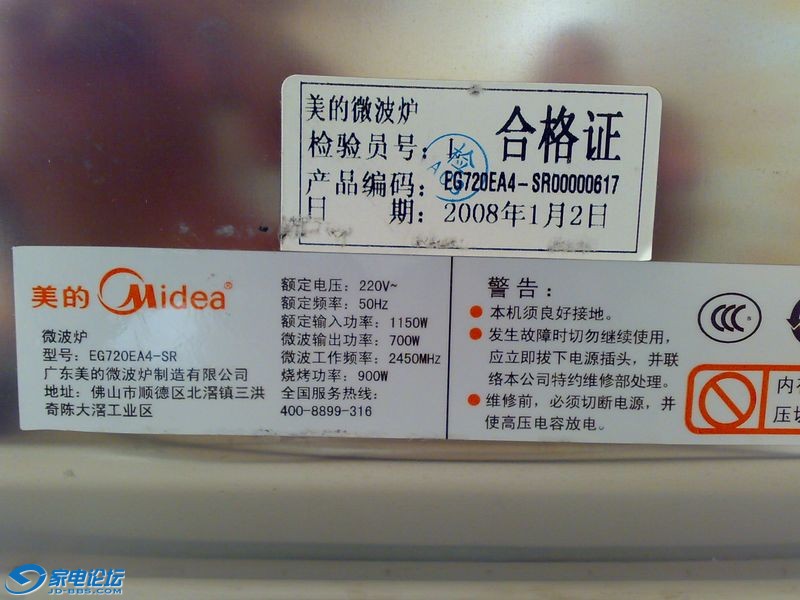 美的微波炉
合格证
检验员号：
产品编码：EG720EA4-SR00000617
日 期：2008年1月2日
美的 Midea®
微波炉
型号：EG720EA4-SR
广东美的微波炉制造有限公司
地址：佛山市顺德区北滘镇三洪
奇陈大滘工业区
额定电压：220V~
额定频率：50Hz
额定输入功率：1150W
微波输出功率：700W
微波工作频率：2450MHz
烧烤功率：900W
全国服务热线：
400-8899-316
警告：
本机须良好接地。
发生故障时切勿继续使用，
应立即拔下电源插头，并联
络本公司特约维修部处理。
维修前，必须切断电源，并
使高压电容放电。
CCC S
内有
压切
家电论坛
JD-BBS.COM